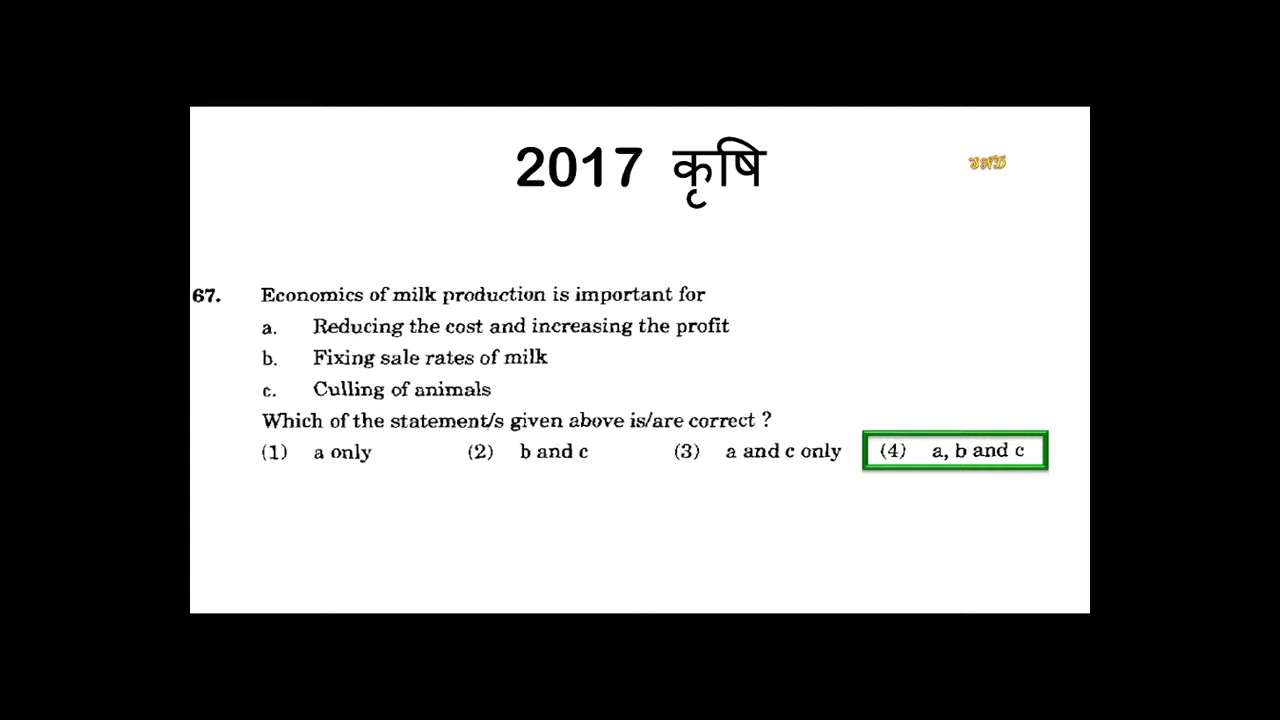 2017 कृषि
67. Economics of milk production is important for
a. Reducing the cost and increasing the profit
b. Fixing sale rates of milk
c. Culling of animals
Which of the statement/s given above is/are correct ?
(1) a only (2) b and c (3) a and c only (4) a, b and c